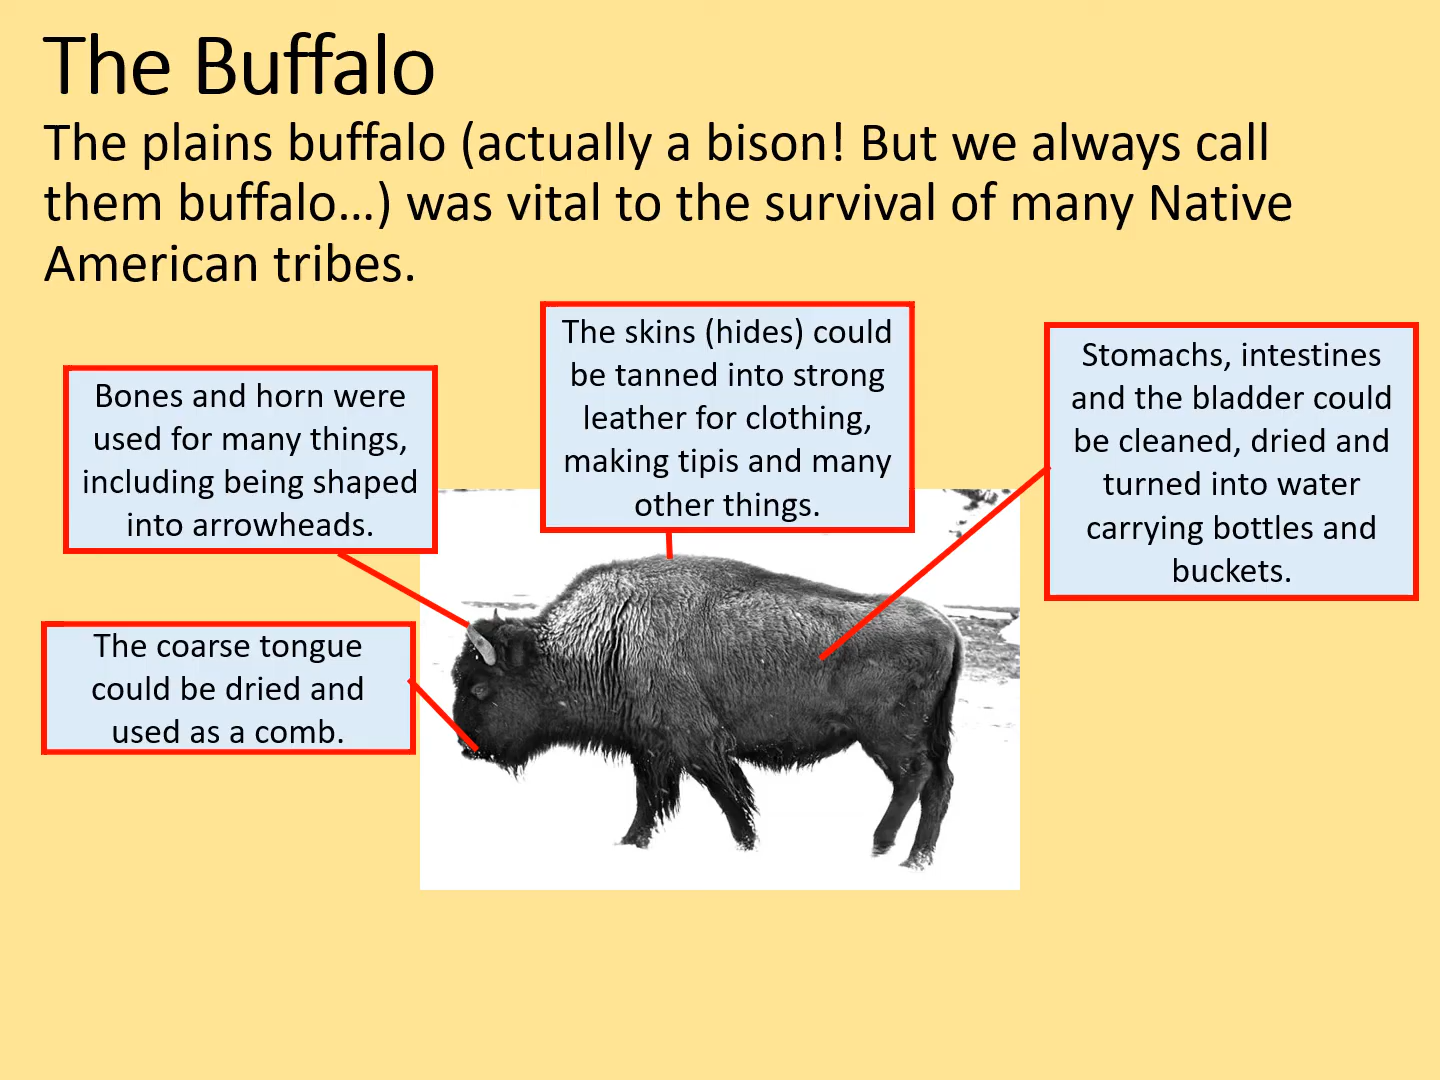 The Buffalo
The plains buffalo (actually a bison! But we always call
them buffalo…) was vital to the survival of many Native
American tribes.
Bones and horn were
used for many things,
including being shaped
into arrowheads.
The skins (hides) could
be tanned into strong
leather for clothing,
making tipis and many
other things.
Stomachs, intestines
and the bladder could
be cleaned, dried and
turned into water
carrying bottles and
buckets.
The coarse tongue
could be dried and
used as a comb.